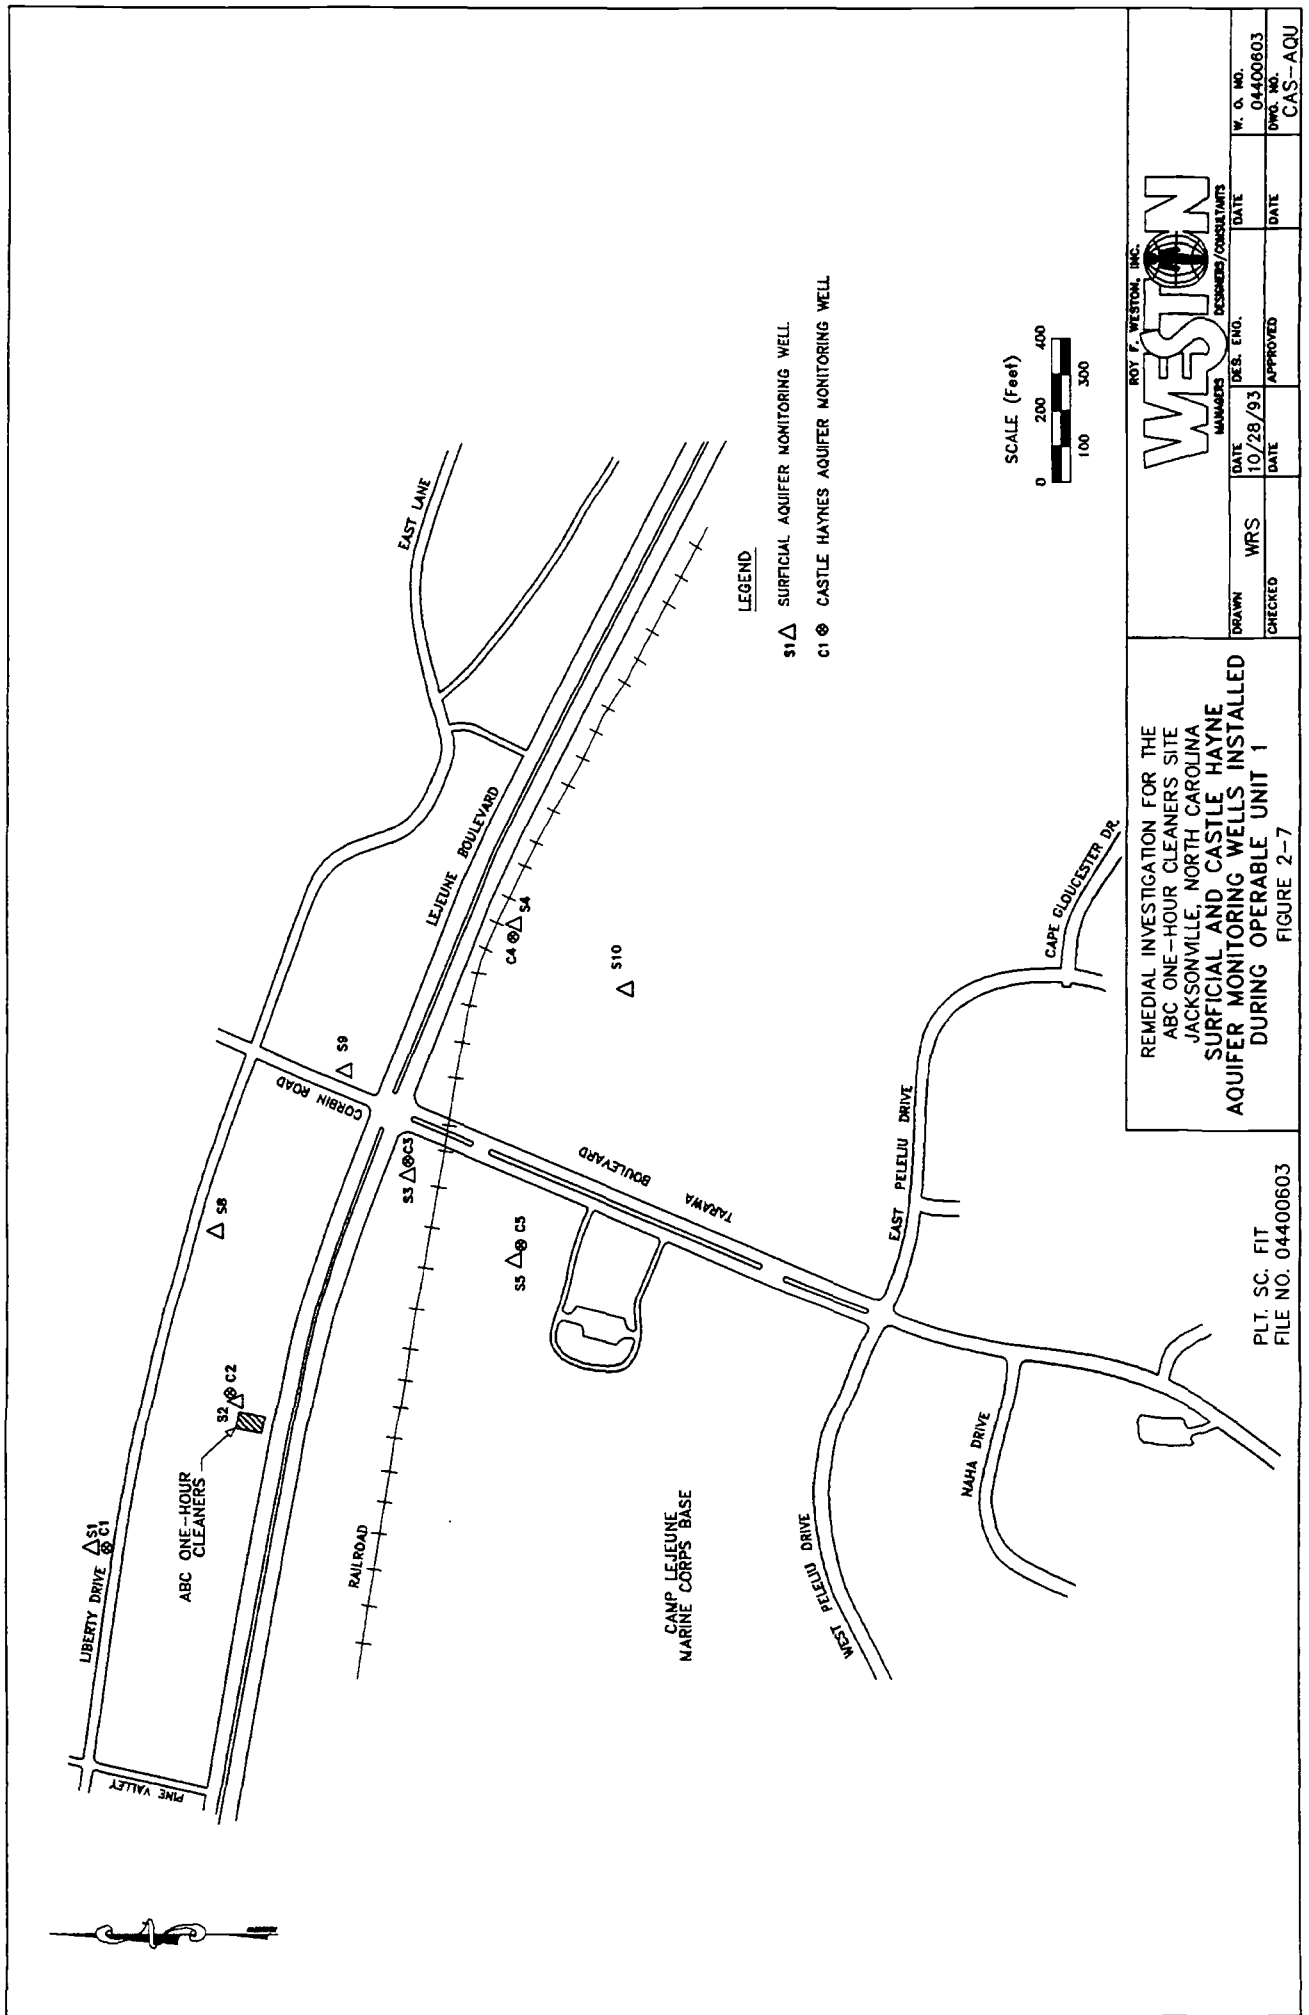 LIBERTY DRIVE
S1
C1
PINE VALLEY
ABC ONE-HOUR
CLEANERS
S2
C2
S8
CORBIN ROAD
S9
EAST LANE
LEJEUNE BOULEVARD
RAILROAD
S3
C3
C4
S4
S5
C5
S10
TARAWA BOULEVARD
CAMP LEJEUNE
MARINE CORPS BASE
WEST PELELIU DRIVE
EAST PELELIU DRIVE
NAHA DRIVE
CAPE GLOUCESTER DR.
LEGEND
S1 SURFICIAL AQUIFER MONITORING WELL
C1 CASTLE HAYNES AQUIFER MONITORING WELL
SCALE (Feet)
0 200 400
100 300
PLT. SC. FIT
FILE NO. 04400603
REMEDIAL INVESTIGATION FOR THE
ABC ONE-HOUR CLEANERS SITE
JACKSONVILLE, NORTH CAROLINA
SURFICIAL AND CASTLE HAYNE
AQUIFER MONITORING WELLS INSTALLED
DURING OPERABLE UNIT 1
FIGURE 2-7
ROY F. WESTON, INC.
WESTON
MANAGERS DESIGNERS/CONSULTANTS
DRAWN WRS
DATE 10/28/93
DES. ENG.
DATE
W. O. NO. 04400603
CHECKED
DATE
APPROVED
DATE
DWG. NO. CAS-AQU